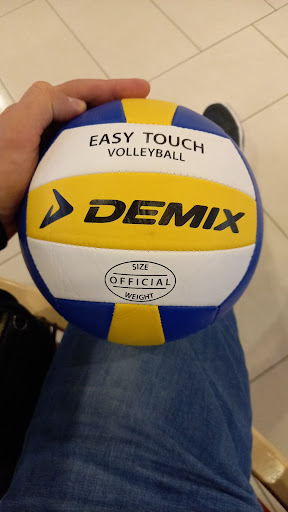 EASY TOUCH
VOLLEYBALL
DEMIX
SIZE
OFFICIAL
WEIGHT